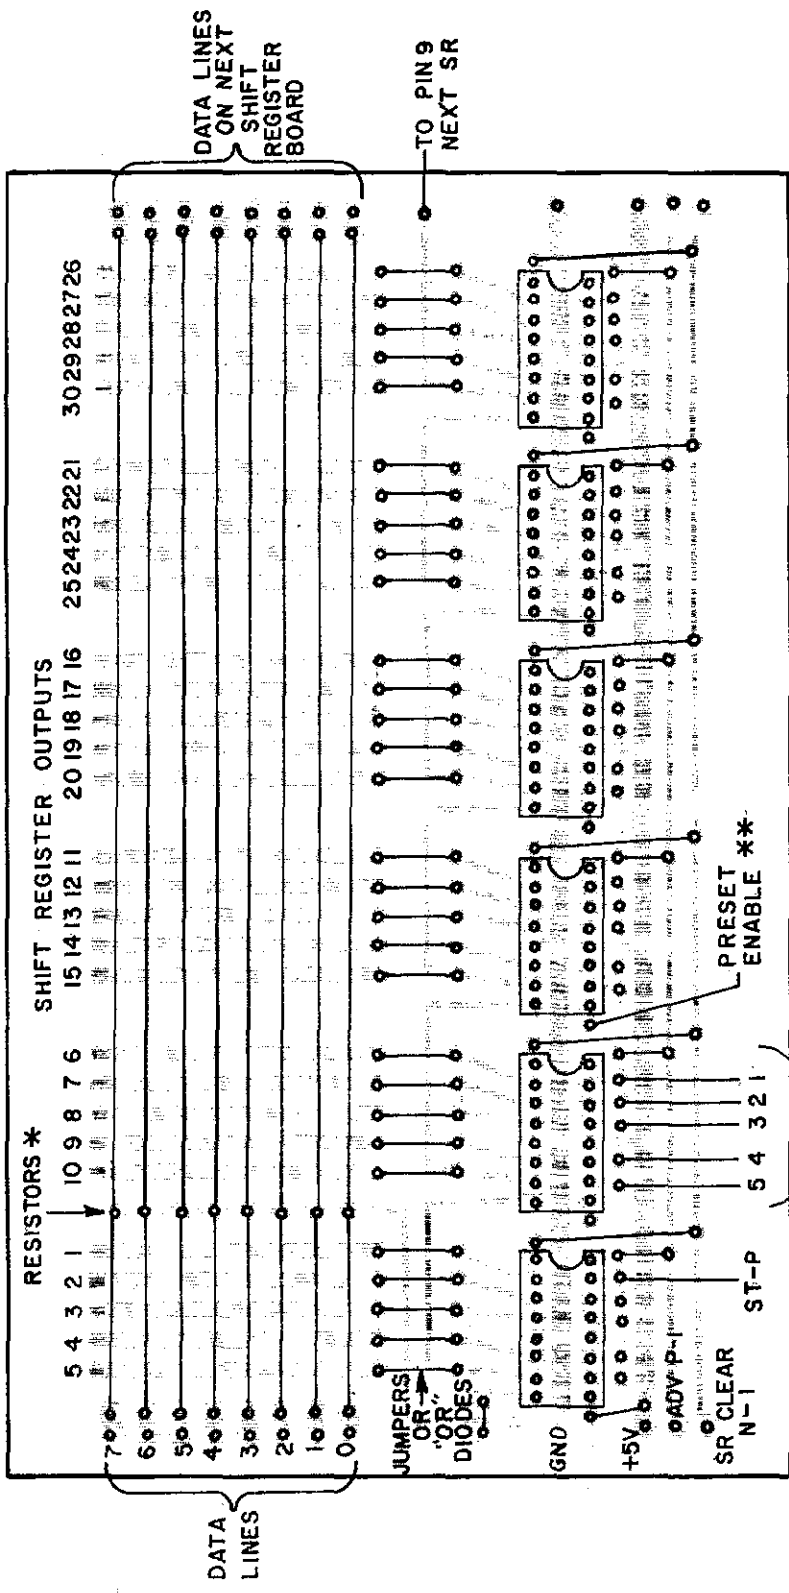 RESISTORS *
SHIFT REGISTER OUTPUTS
5 4 3 2 1
10 9 8 7 6
15 14 13 12 11
20 19 18 17 16
25 24 23 22 21
30 29 28 27 26
DATA LINES
ON NEXT
SHIFT
REGISTER
BOARD
DATA
LINES
7
6
5
4
3
2
1
0
TO PIN 9
NEXT SR
JUMPERS
OR
"OR"
DIODES
GND
+5V
ADV P-1
SR CLEAR
N-1
ST-P
5 4 3 2 1
PRESET
ENABLE **